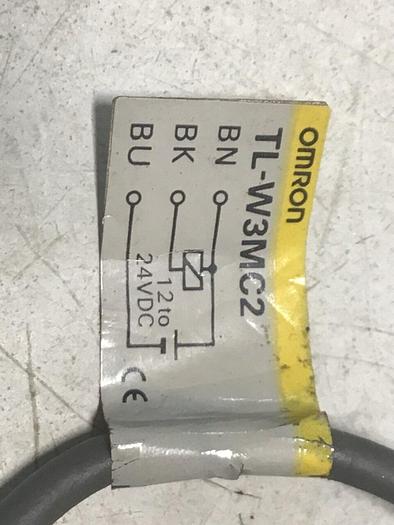 OMRON
TL-W3MC2
BN
BK
BU
12 to
24VDC
CE